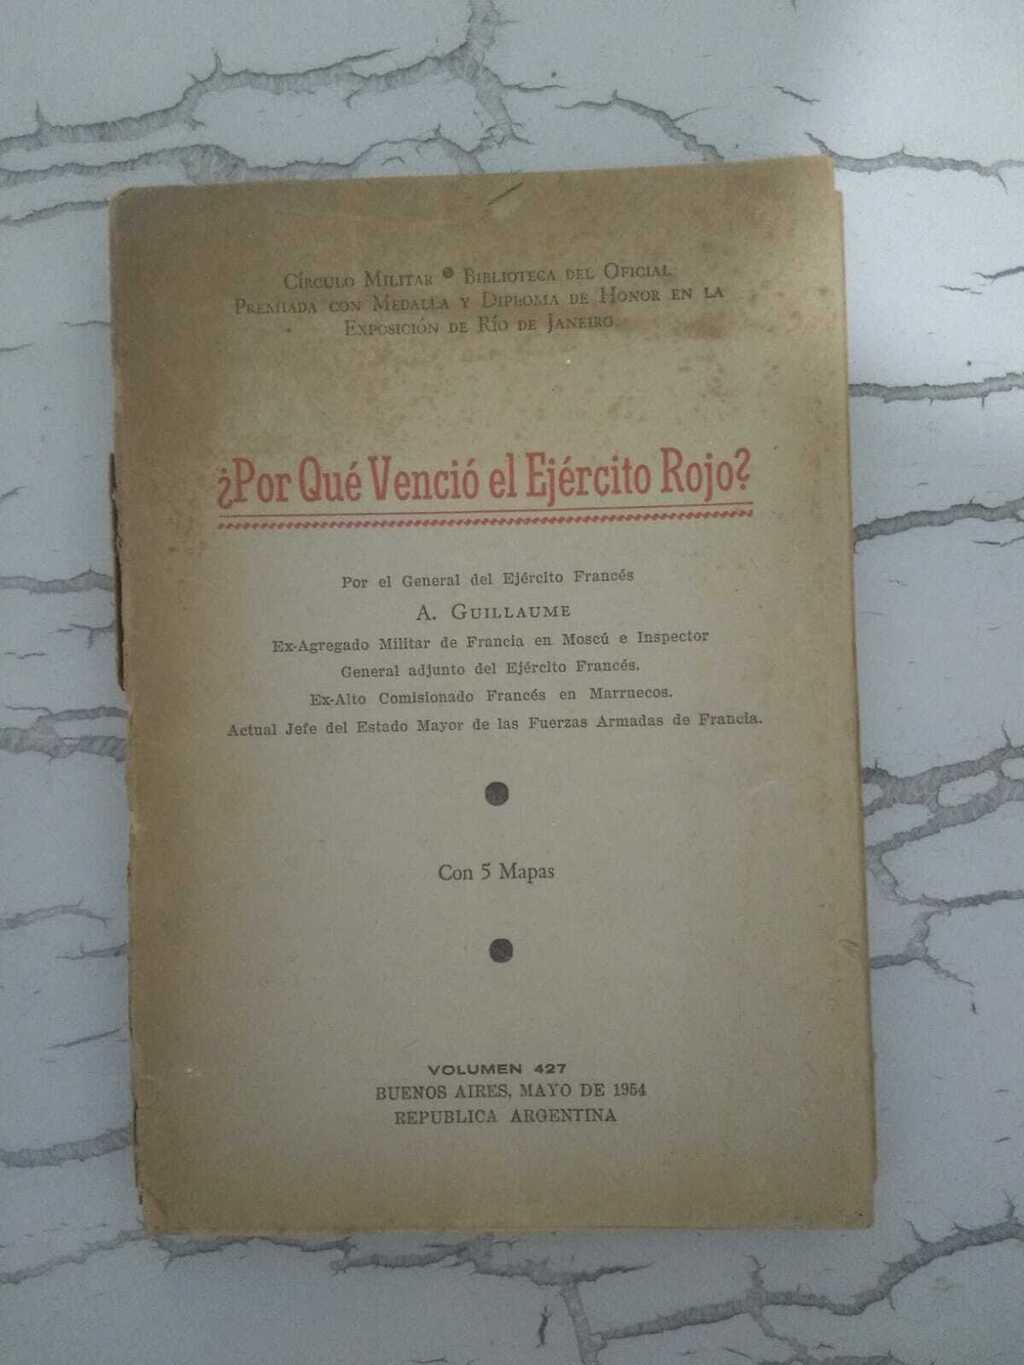 Círculo Militar ● Biblioteca del Oficial
Premiada con Medalla y Diploma de Honor en la
Exposición de Río de Janeiro
¿Por Qué Venció el Ejército Rojo?
Por el General del Ejército Francés
A. Guillaume
Ex-Agregado Militar de Francia en Moscú e Inspector
General adjunto del Ejército Francés.
Ex-Alto Comisionado Francés en Marruecos.
Actual Jefe del Estado Mayor de las Fuerzas Armadas de Francia.
Con 5 Mapas
VOLUMEN 427
BUENOS AIRES, MAYO DE 1954
REPUBLICA ARGENTINA